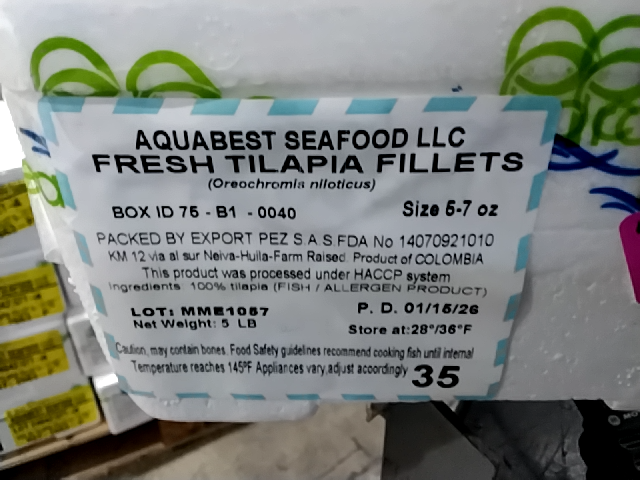 AQUABEST SEAFOOD LLC
FRESH TILAPIA FILLETS
(Oreochromis niloticus)
BOX ID 75 - B1 - 0040 Size 5-7 oz
PACKED BY EXPORT PEZ S.A.S FDA No 14070921010
KM 12 via al sur Neiva-Huila-Farm Raised. Product of COLOMBIA
This product was processed under HACCP system
Ingredients: 100% tilapia (FISH / ALLERGEN PRODUCT)
LOT: MME1057 P. D. 01/15/26
Net Weight: 5 LB Store at:28°/36°F
Caution, may contain bones. Food Safety guidelines recommend cooking fish until internal
Temperature reaches 145ºF Appliances vary,adjust acoordingly 35